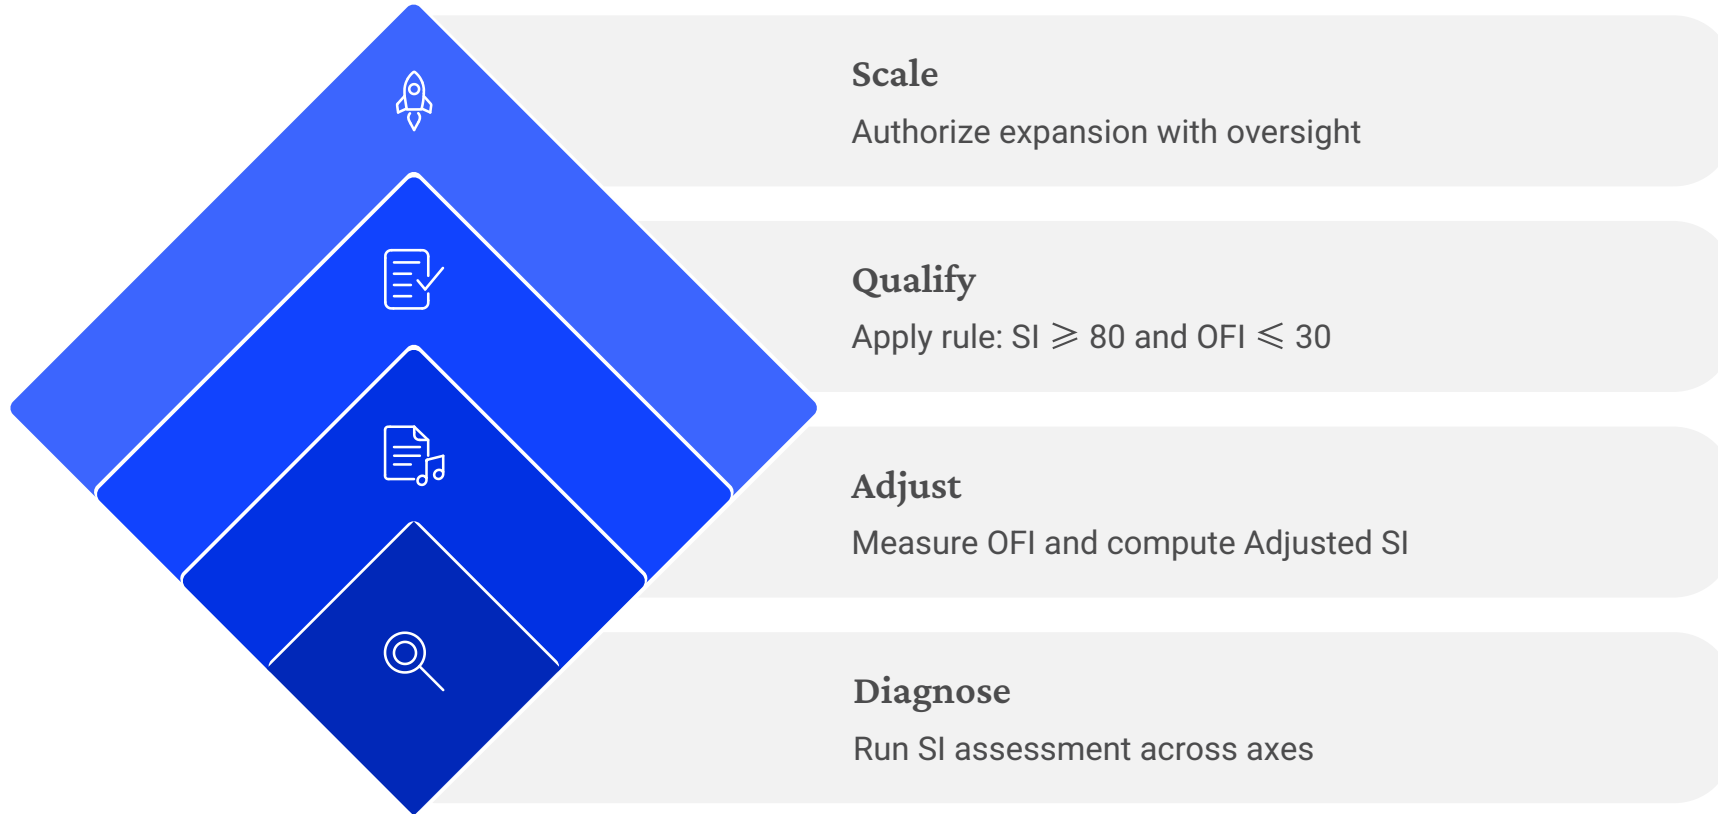 Scale
Authorize expansion with oversight
Qualify
Apply rule: SI ⩾ 80 and OFI ⩽ 30
Adjust
Measure OFI and compute Adjusted SI
Diagnose
Run SI assessment across axes